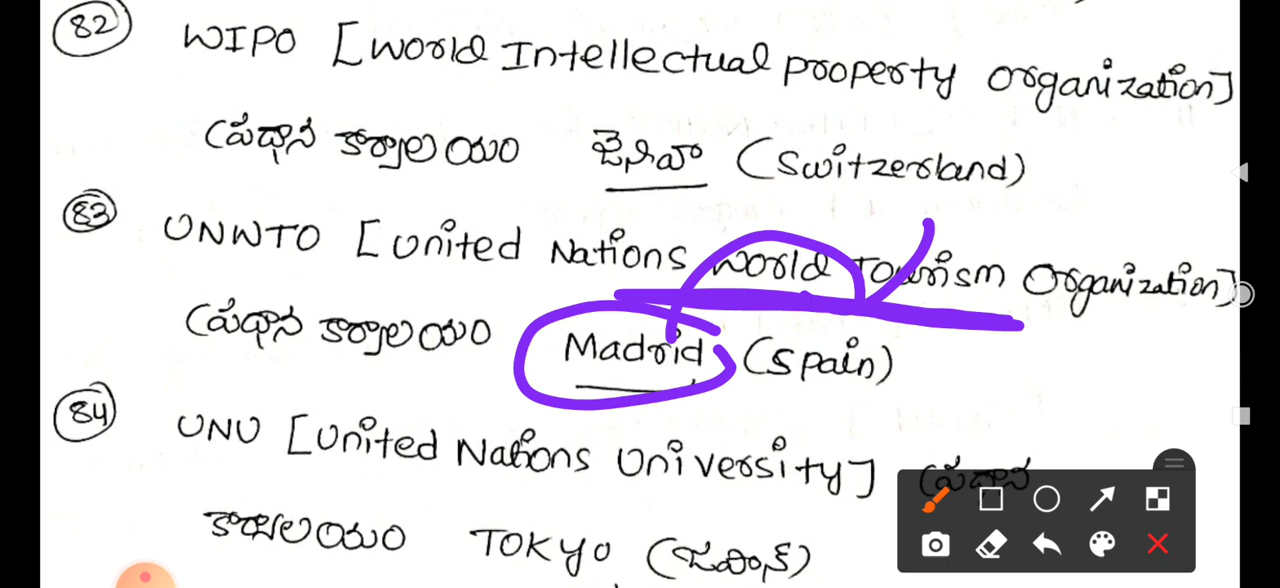 82 WIPO [World Intellectual property organization]
ప్రధాన కార్యాలయం జెనీవా (Switzerland)
83 UNWTO [United Nations World Tourism Organization]
ప్రధాన కార్యాలయం Madrid (Spain)
84 UNU [United Nations University] ప్రధాన
కార్యాలయం TOKYO (జపాన్)